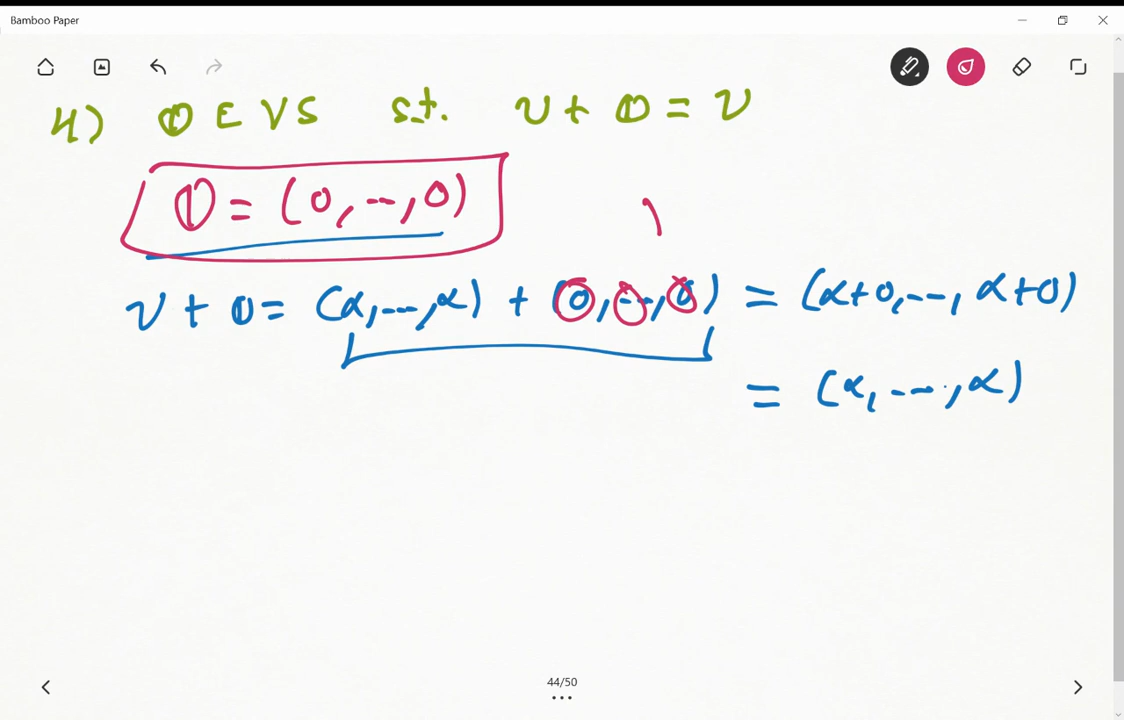 Bamboo Paper
4) 0 E VS s.t. v + 0 = v
0 = (0, --, 0)
v + 0 = (α, ---, α) + (0, --, 0) = (α+0, --, α+0)
= (α, ---, α)
44/50